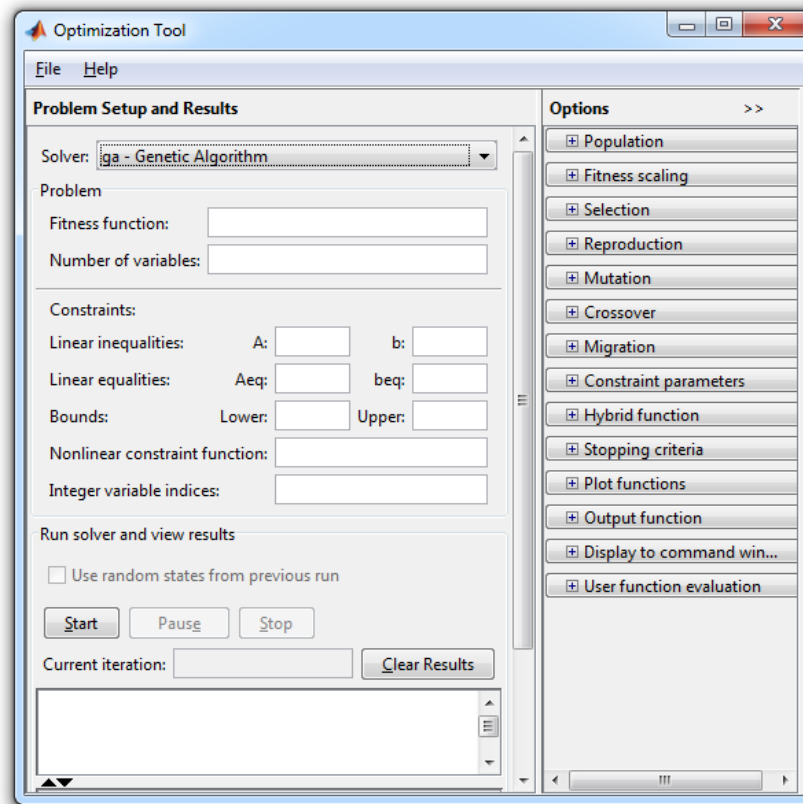 Optimization Tool
File Help
Problem Setup and Results
Solver: ga - Genetic Algorithm
Problem
Fitness function:
Number of variables:
Constraints:
Linear inequalities: A: b:
Linear equalities: Aeq: beq:
Bounds: Lower: Upper:
Nonlinear constraint function:
Integer variable indices:
Run solver and view results
Use random states from previous run
Start Pause Stop
Current iteration: Clear Results
Options >>
Population
Fitness scaling
Selection
Reproduction
Mutation
Crossover
Migration
Constraint parameters
Hybrid function
Stopping criteria
Plot functions
Output function
Display to command win...
User function evaluation